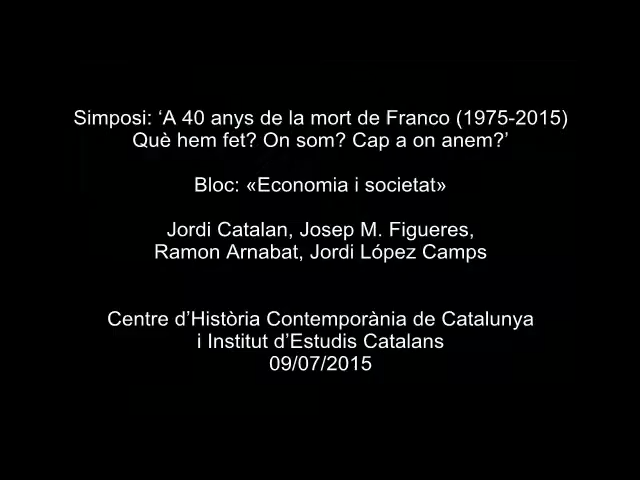 Simposi: ‘A 40 anys de la mort de Franco (1975-2015)
Què hem fet? On som? Cap a on anem?’
Bloc: «Economia i societat»
Jordi Catalan, Josep M. Figueres,
Ramon Arnabat, Jordi López Camps
Centre d’Història Contemporània de Catalunya
i Institut d’Estudis Catalans
09/07/2015